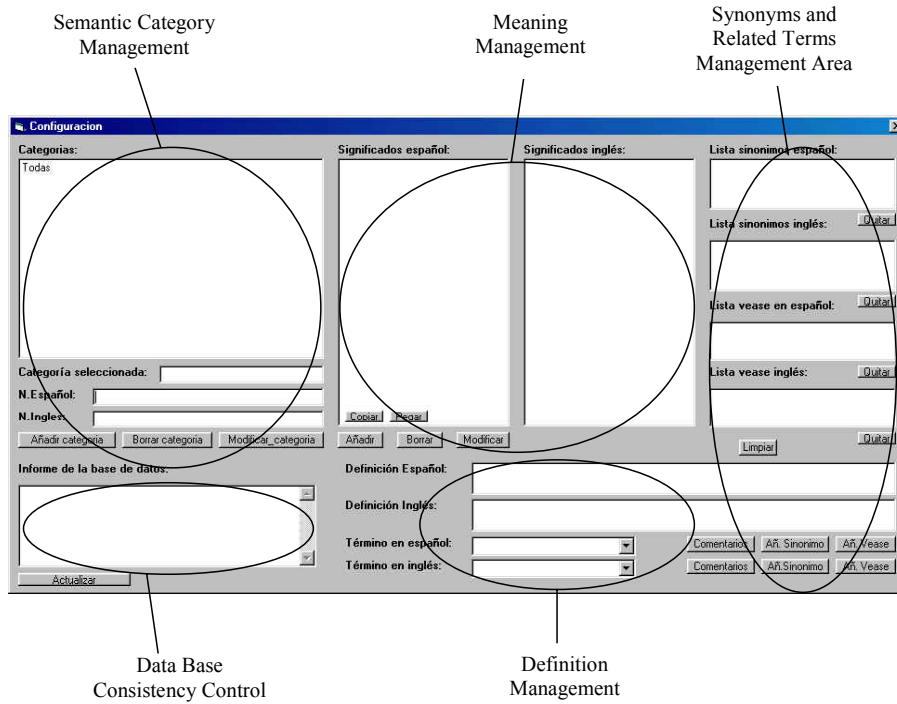 Semantic Category
Management
Meaning
Management
Synonyms and
Related Terms
Management Area
Configuracion
Categorias:
Todas
Significados español:
Significados inglés:
Lista sinonimos español:
Quitar
Lista sinonimos inglés:
Quitar
Lista vease en español:
Quitar
Lista vease inglés:
Quitar
Categoría seleccionada:
N.Español:
N.Ingles:
Añadir categoria
Borrar categoria
Modificar_categoria
Copiar
Pegar
Añadir
Borrar
Modificar
Limpiar
Informe de la base de datos:
Actualizar
Definición Español:
Definición Inglés:
Término en español:
Comentarios
Añ. Sinonimo
Añ. Vease
Término en inglés:
Comentarios
Añ.Sinonimo
Añ. Vease
Data Base
Consistency Control
Definition
Management